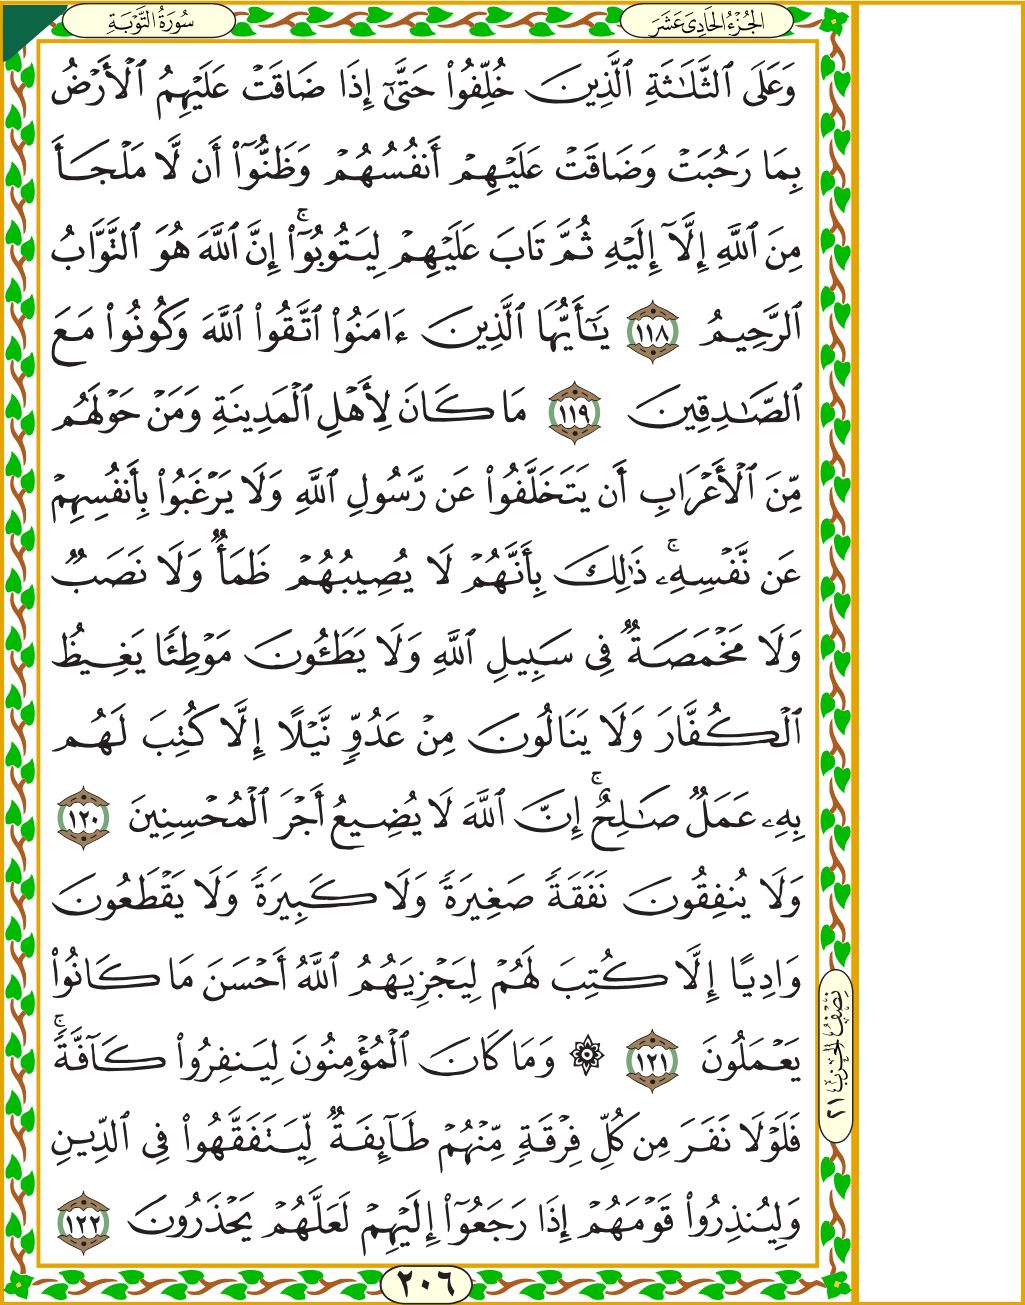 الجُزْءُ الحَادِيَ عَشَرَ
سُورَةُ التَّوْبَةِ
وَعَلَى ٱلثَّلَـٰثَةِ ٱلَّذِينَ خُلِّفُوا۟ حَتَّىٰٓ إِذَا ضَاقَتْ عَلَيْهِمُ ٱلْأَرْضُ
بِمَا رَحُبَتْ وَضَاقَتْ عَلَيْهِمْ أَنفُسُهُمْ وَظَنُّوٓا۟ أَن لَّا مَلْجَأَ
مِنَ ٱللَّهِ إِلَّآ إِلَيْهِ ثُمَّ تَابَ عَلَيْهِمْ لِيَتُوبُوٓا۟ ۚ إِنَّ ٱللَّهَ هُوَ ٱلتَّوَّابُ
ٱلرَّحِيمُ ١١٨ يَـٰٓأَيُّهَا ٱلَّذِينَ ءَامَنُوا۟ ٱتَّقُوا۟ ٱللَّهَ وَكُونُوا۟ مَعَ
ٱلصَّـٰدِقِينَ ١١٩ مَا كَانَ لِأَهْلِ ٱلْمَدِينَةِ وَمَنْ حَوْلَهُم
مِّنَ ٱلْأَعْرَابِ أَن يَتَخَلَّفُوا۟ عَن رَّسُولِ ٱللَّهِ وَلَا يَرْغَبُوا۟ بِأَنفُسِهِمْ
عَن نَّفْسِهِۦ ۚ ذَٰلِكَ بِأَنَّهُمْ لَا يُصِيبُهُمْ ظَمَأٌ وَلَا نَصَبٌ
وَلَا مَخْمَصَةٌ فِى سَبِيلِ ٱللَّهِ وَلَا يَطَـُٔونَ مَوْطِئًا يَغِيظُ
ٱلْكُفَّارَ وَلَا يَنَالُونَ مِنْ عَدُوٍّ نَّيْلًا إِلَّا كُتِبَ لَهُم
بِهِۦ عَمَلٌ صَـٰلِحٌ ۚ إِنَّ ٱللَّهَ لَا يُضِيعُ أَجْرَ ٱلْمُحْسِنِينَ ١٢٠
وَلَا يُنفِقُونَ نَفَقَةً صَغِيرَةً وَلَا كَبِيرَةً وَلَا يَقْطَعُونَ
وَادِيًا إِلَّا كُتِبَ لَهُمْ لِيَجْزِيَهُمُ ٱللَّهُ أَحْسَنَ مَا كَانُوا۟
يَعْمَلُونَ ١٢١ ۞ وَمَا كَانَ ٱلْمُؤْمِنُونَ لِيَنفِرُوا۟ كَآفَّةً ۚ
فَلَوْلَا نَفَرَ مِن كُلِّ فِرْقَةٍ مِّنْهُمْ طَآئِفَةٌ لِّيَتَفَقَّهُوا۟ فِى ٱلدِّينِ
وَلِيُنذِرُوا۟ قَوْمَهُمْ إِذَا رَجَعُوٓا۟ إِلَيْهِمْ لَعَلَّهُمْ يَحْذَرُونَ ١٢٢
نِصْفُ الحِزْبِ ٢١
٢٠٦